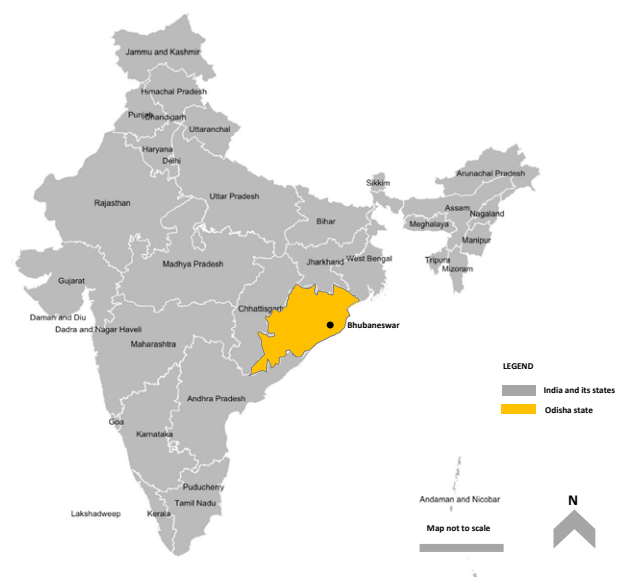 Jammu and Kashmir
Himachal Pradesh
Punjab
Chandigarh
Uttaranchal
Haryana
Delhi
Arunachal Pradesh
Sikkim
Rajasthan
Uttar Pradesh
Assam
Nagaland
Bihar
Meghalaya
Manipur
Jharkhand
West Bengal
Tripura
Mizoram
Madhya Pradesh
Gujarat
Chhattisgarh
Daman and Diu
Bhubaneswar
Dadra and Nagar Haveli
Maharashtra
LEGEND
India and its states
Odisha state
Andhra Pradesh
Goa
Karnataka
Puducherry
Andaman and Nicobar
Tamil Nadu
Lakshadweep
Kerala
N
Map not to scale